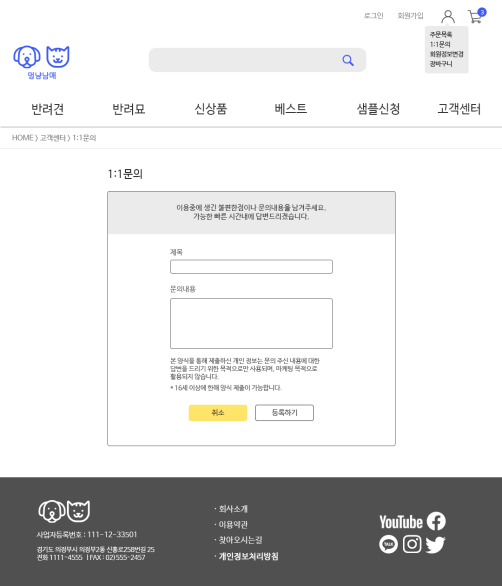 로그인 회원가입 3
주문목록
1:1문의
회원정보변경
장바구니
멍냥남매
반려견 반려묘 신상품 베스트 샘플신청 고객센터
HOME > 고객센터 > 1:1문의
1:1문의
이용중에 생긴 불편한점이나 문의내용을 남겨주세요.
가능한 빠른 시간내에 답변드리겠습니다.
제목
문의내용
본 양식을 통해 제출하신 개인 정보는 문의 주신 내용에 대한
답변을 드리기 위한 목적으로만 사용되며, 마케팅 목적으로
활용되지 않습니다.
* 16세 이상에 한해 양식 제출이 가능합니다.
취소 등록하기
사업자등록번호 : 111-12-33501
경기도 의정부시 의정부2동 신흥로258번길 25
전화 1111-4555 | FAX : 02)555-2457
· 회사소개
· 이용약관
· 찾아오시는길
· 개인정보처리방침
YouTube
TALK